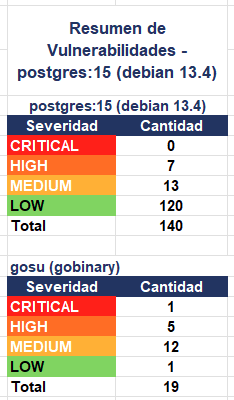 Resumen de
Vulnerabilidades -
postgres:15 (debian 13.4)
postgres:15 (debian 13.4)
Severidad Cantidad
CRITICAL 0
HIGH 7
MEDIUM 13
LOW 120
Total 140
gosu (gobinary)
Severidad Cantidad
CRITICAL 1
HIGH 5
MEDIUM 12
LOW 1
Total 19